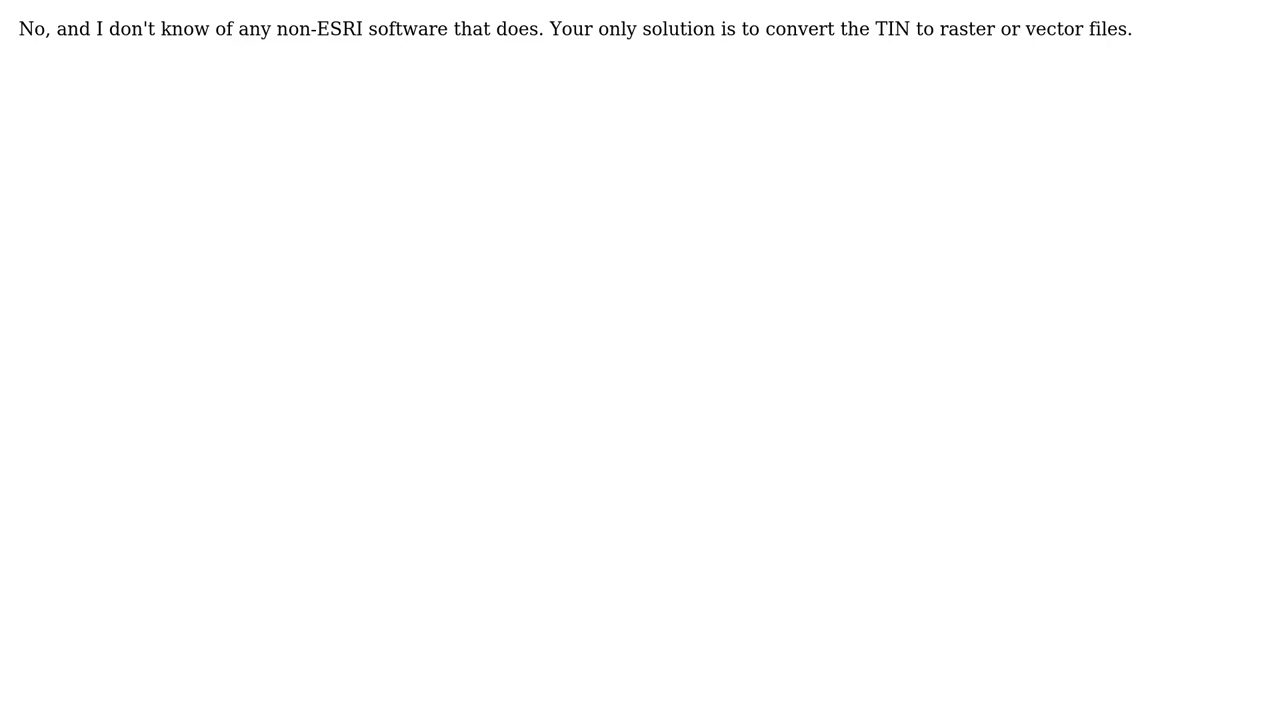 No, and I don't know of any non-ESRI software that does. Your only solution is to convert the TIN to raster or vector files.